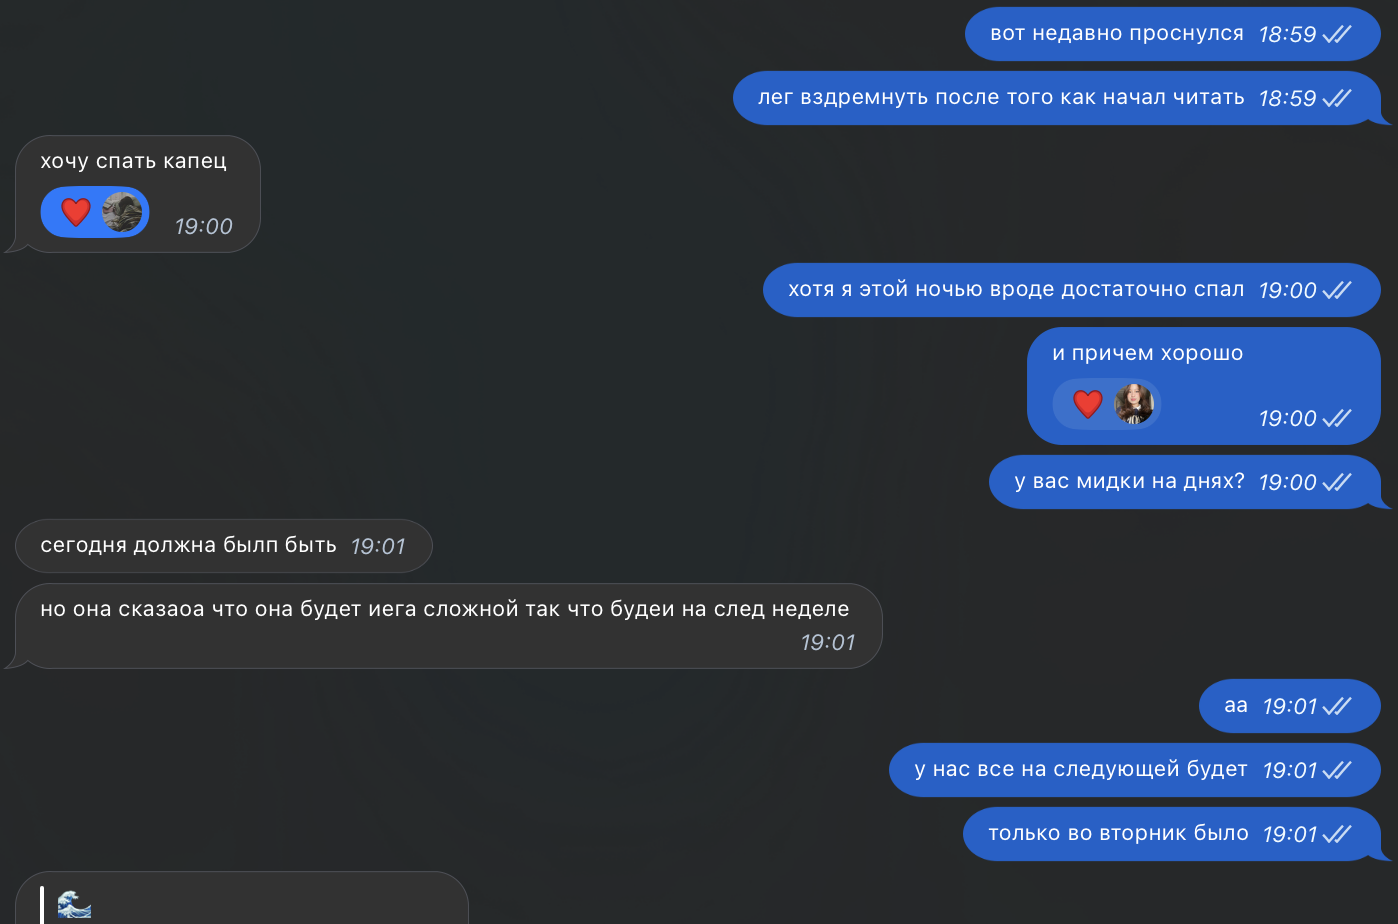 вот недавно проснулся 18:59
лег вздремнуть после того как начал читать 18:59
хочу спать капец
19:00
хотя я этой ночью вроде достаточно спал 19:00
и причем хорошо
19:00
у вас мидки на днях? 19:00
сегодня должна былп быть 19:01
но она сказаоа что она будет иега сложной так что будеи на след неделе
19:01
аа 19:01
у нас все на следующей будет 19:01
только во вторник было 19:01